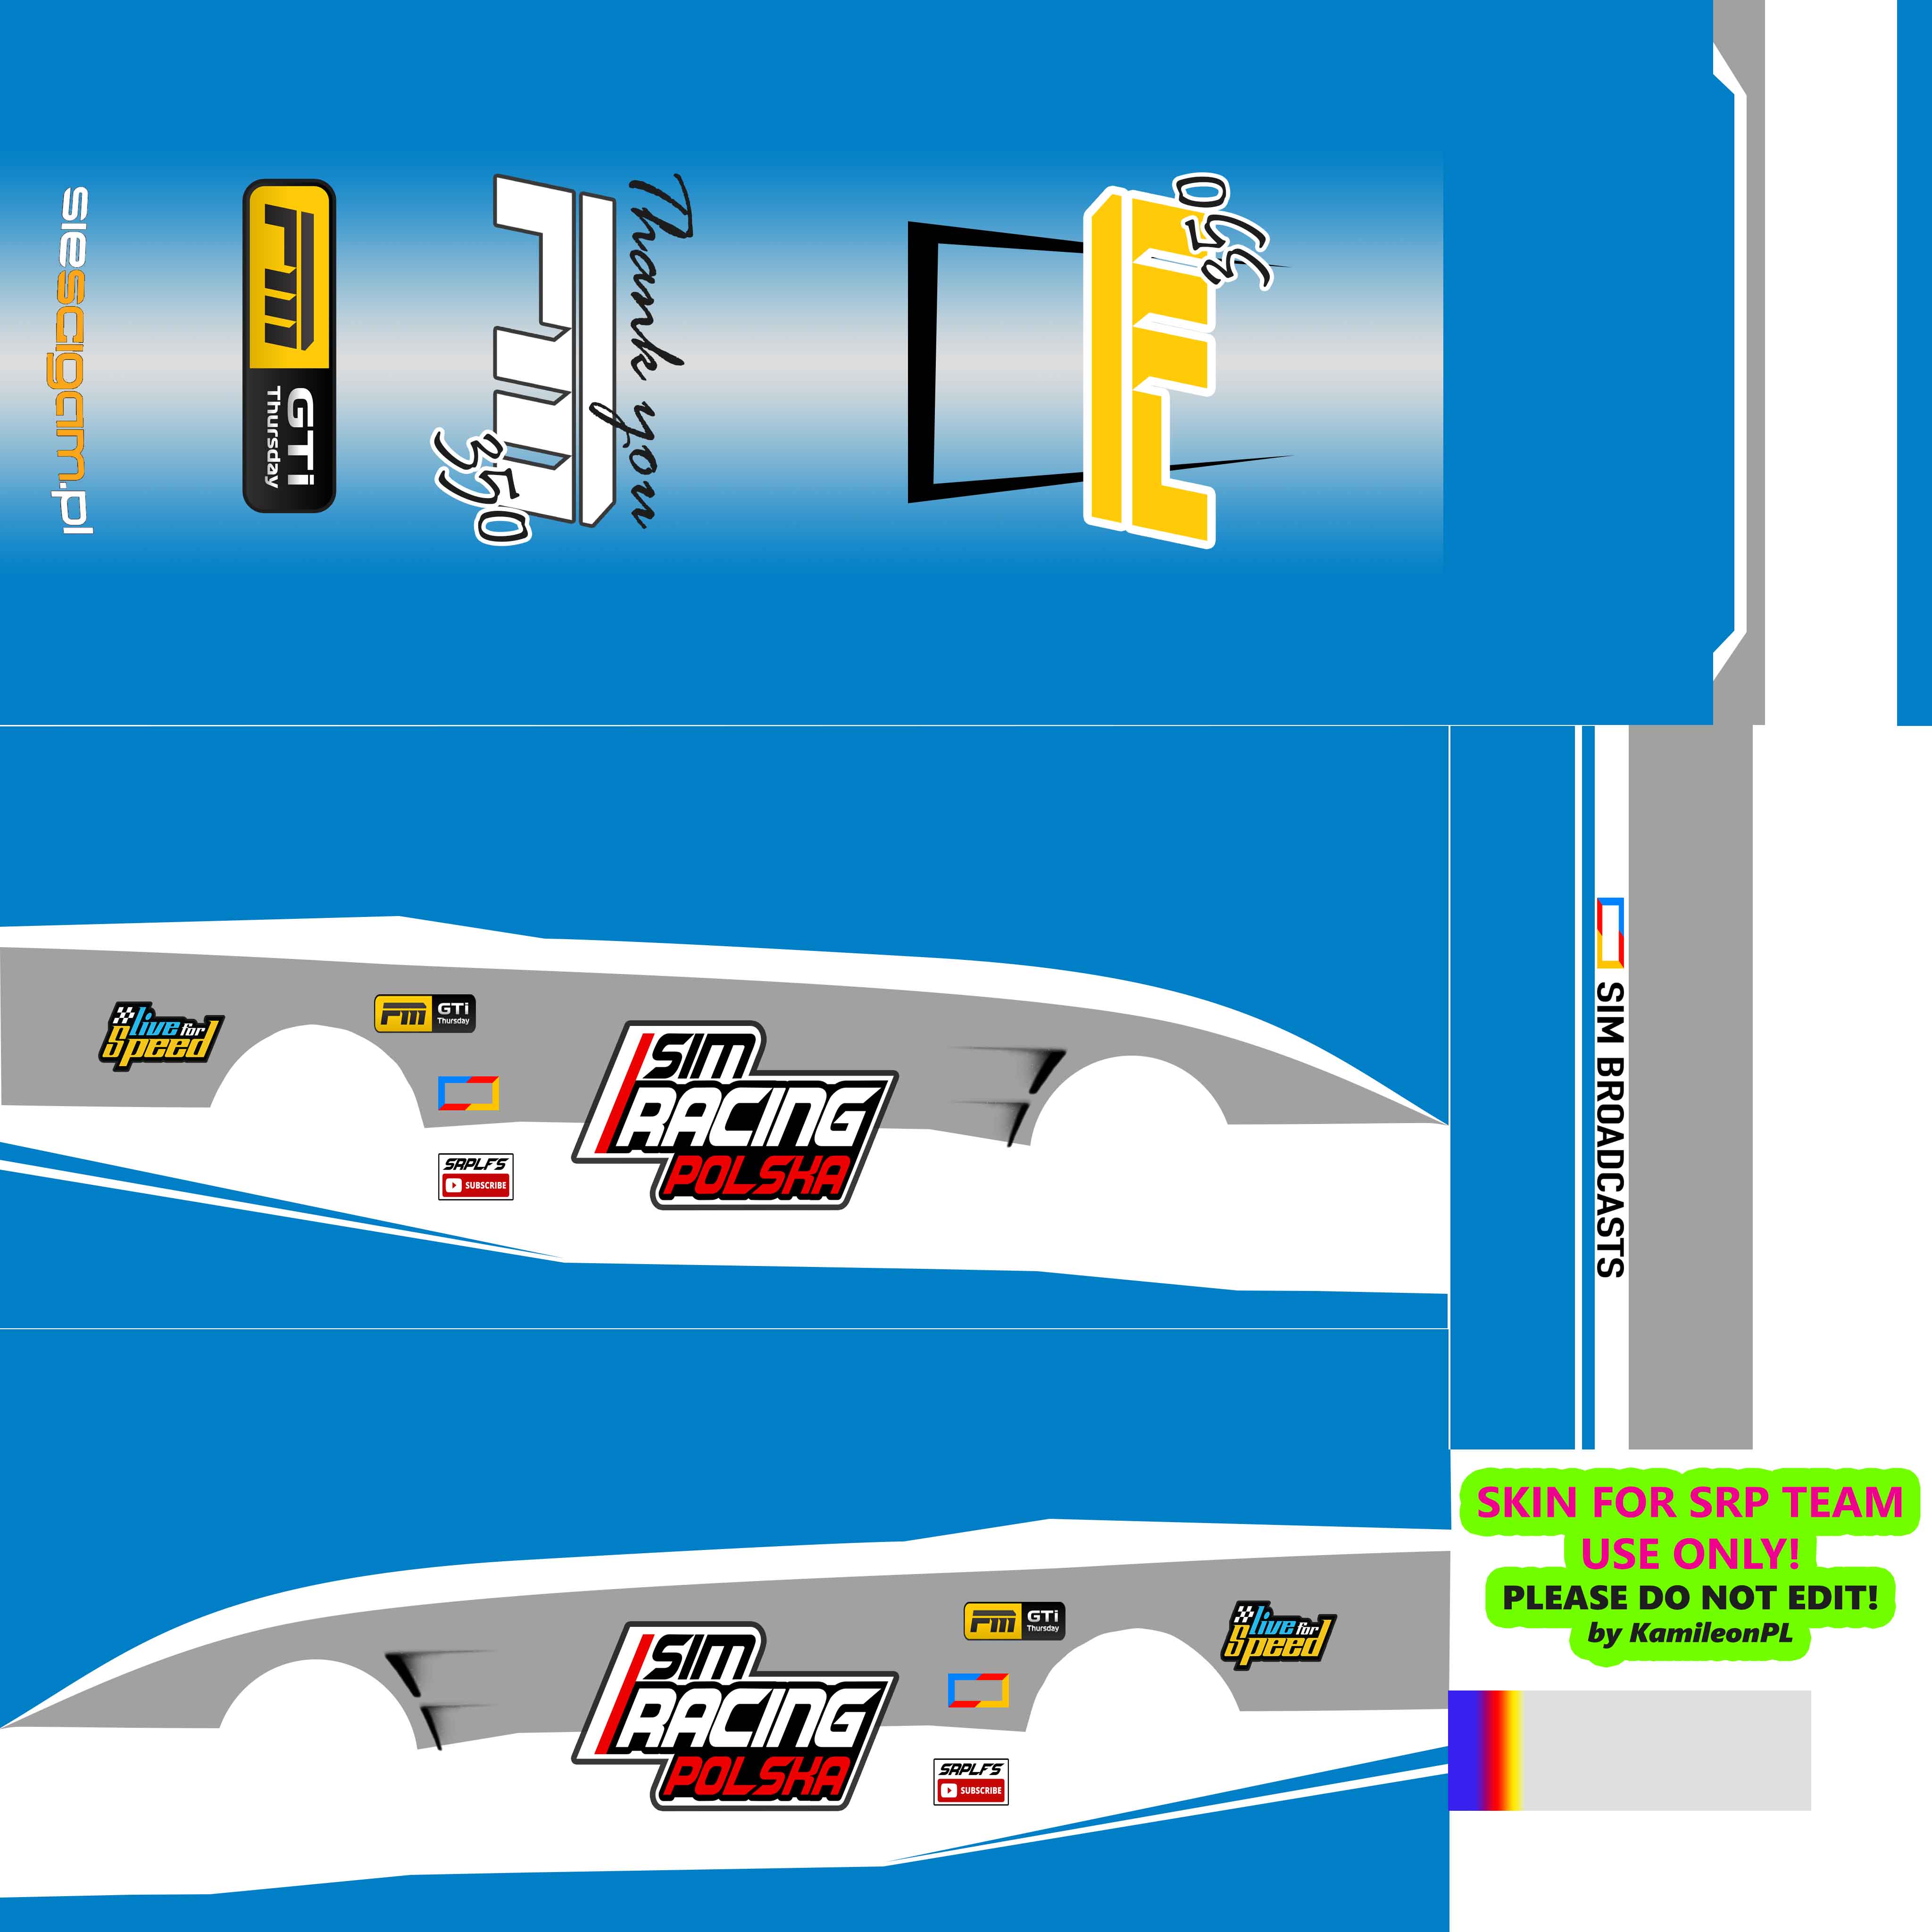 siescigam.pl
FM
GTi
Thursday
FM
350
Thank you
FM
350
live for
Speed
FM GTi
Thursday
SIM
RACING
POLSKA
SRPLFS
SUBSCRIBE
SIM BROADCASTS
SKIN FOR SRP TEAM
USE ONLY!
PLEASE DO NOT EDIT!
by KamileonPL
SIM
RACING
POLSKA
FM GTi
Thursday
live for
Speed
SRPLFS
SUBSCRIBE